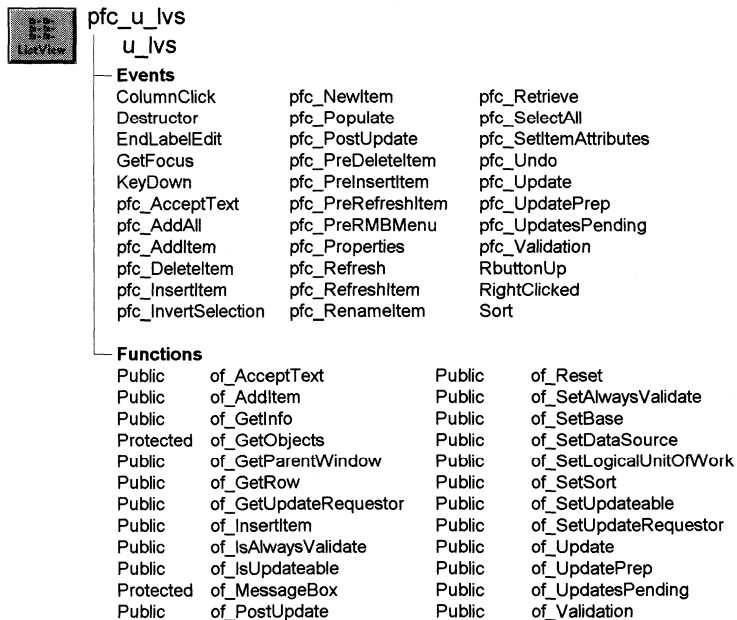 ListView
pfc_u_lvs
u_lvs
Events
ColumnClick pfc_NewItem pfc_Retrieve
Destructor pfc_Populate pfc_SelectAll
EndLabelEdit pfc_PostUpdate pfc_SetItemAttributes
GetFocus pfc_PreDeleteItem pfc_Undo
KeyDown pfc_PreInsertItem pfc_Update
pfc_AcceptText pfc_PreRefreshItem pfc_UpdatePrep
pfc_AddAll pfc_PreRMBMenu pfc_UpdatesPending
pfc_AddItem pfc_Properties pfc_Validation
pfc_DeleteItem pfc_Refresh RbuttonUp
pfc_InsertItem pfc_RefreshItem RightClicked
pfc_InvertSelection pfc_RenameItem Sort
Functions
Public of_AcceptText Public of_Reset
Public of_AddItem Public of_SetAlwaysValidate
Public of_GetInfo Public of_SetBase
Protected of_GetObjects Public of_SetDataSource
Public of_GetParentWindow Public of_SetLogicalUnitOfWork
Public of_GetRow Public of_SetSort
Public of_GetUpdateRequestor Public of_SetUpdateable
Public of_InsertItem Public of_SetUpdateRequestor
Public of_IsAlwaysValidate Public of_Update
Public of_IsUpdateable Public of_UpdatePrep
Protected of_MessageBox Public of_UpdatesPending
Public of_PostUpdate Public of_Validation